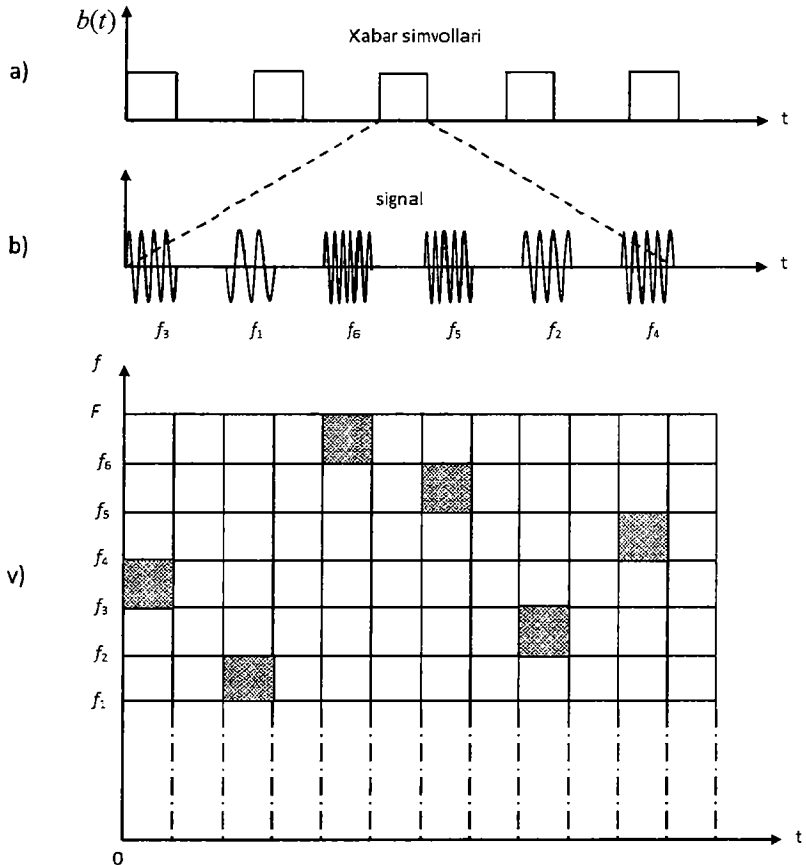 b(t)
Xabar simvollari
a)
t
signal
b)
t
f₃ f₁ f₆ f₅ f₂ f₄
f
F
f₆
f₅
f₄
v)
f₃
f₂
f₁
0
t